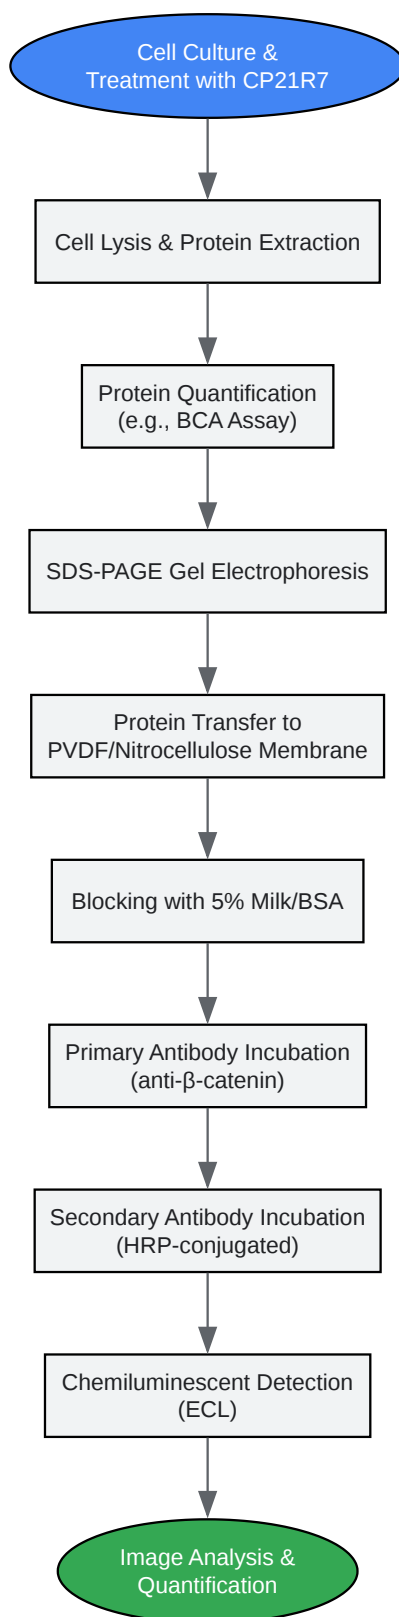 Cell Culture &
Treatment with CP21R7
Cell Lysis & Protein Extraction
Protein Quantification
(e.g., BCA Assay)
SDS-PAGE Gel Electrophoresis
Protein Transfer to
PVDF/Nitrocellulose Membrane
Blocking with 5% Milk/BSA
Primary Antibody Incubation
(anti-β-catenin)
Secondary Antibody Incubation
(HRP-conjugated)
Chemiluminescent Detection
(ECL)
Image Analysis &
Quantification